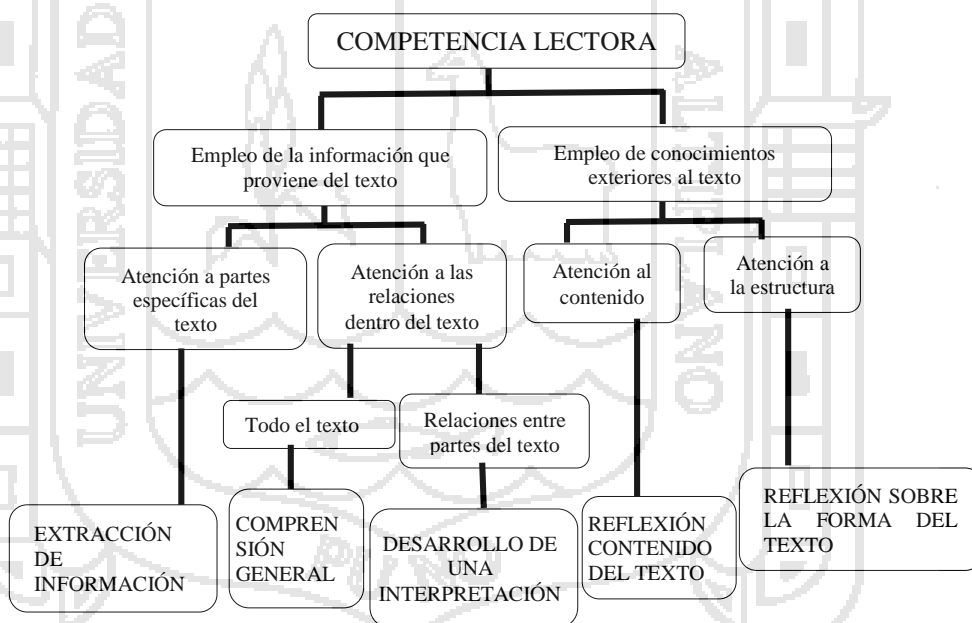 COMPETENCIA LECTORA
Empleo de la información que
proviene del texto
Empleo de conocimientos
exteriores al texto
Atención a partes
específicas del
texto
Atención a las
relaciones
dentro del texto
Atención al
contenido
Atención a
la estructura
Todo el texto
Relaciones entre
partes del texto
EXTRACCIÓN
DE
INFORMACIÓN
COMPREN
SIÓN
GENERAL
DESARROLLO DE
UNA
INTERPRETACIÓN
REFLEXIÓN
CONTENIDO
DEL TEXTO
REFLEXIÓN SOBRE
LA FORMA DEL
TEXTO
UNIVERSIDAD